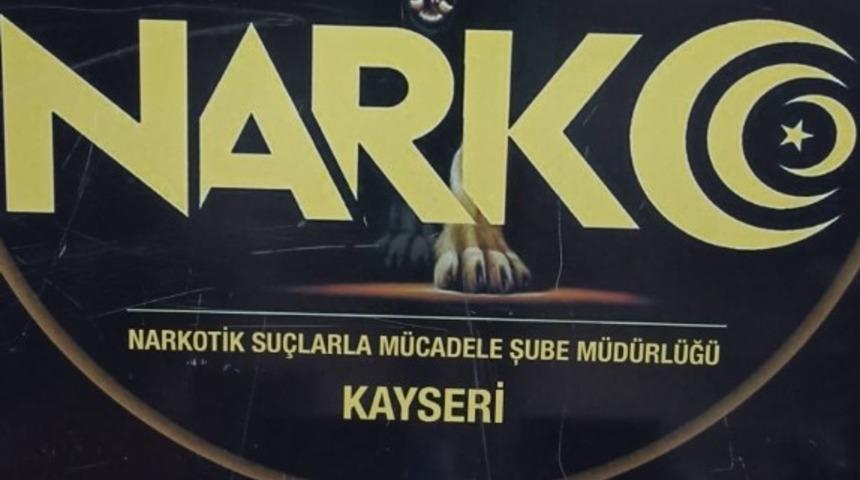 NARKO
NARKOTİK SUÇLARLA MÜCADELE ŞUBE MÜDÜRLÜĞÜ
KAYSERİ